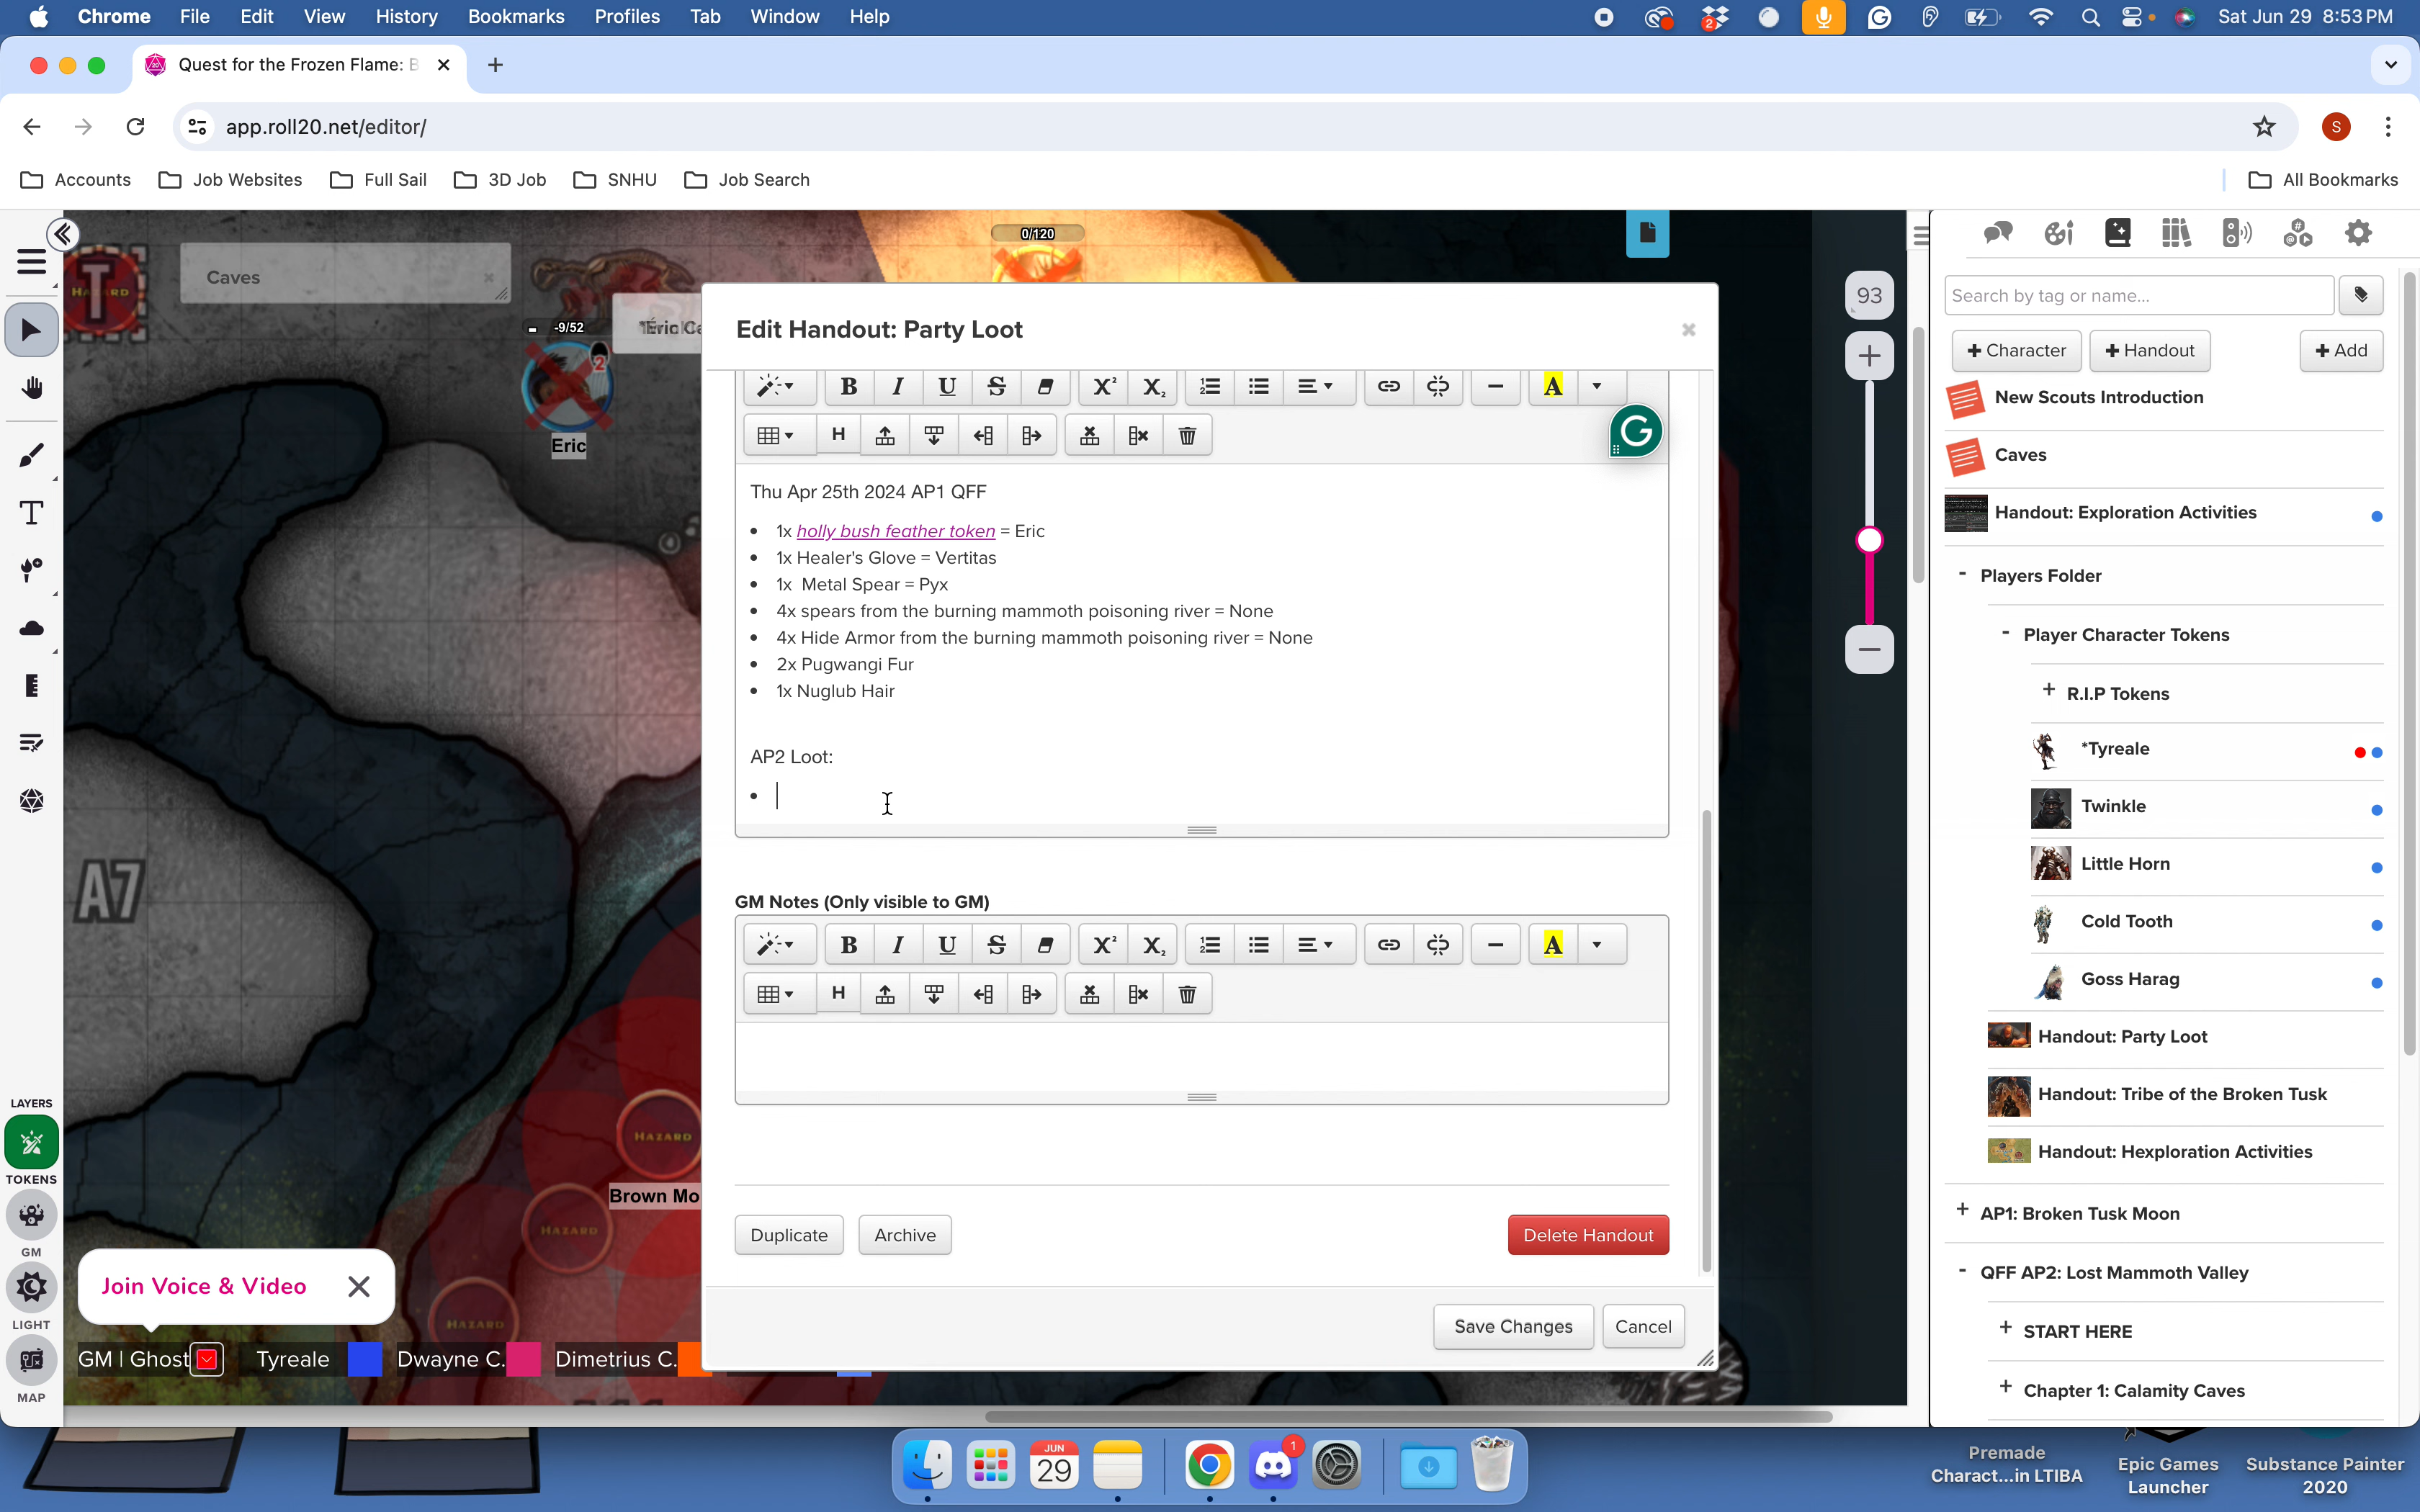 Chrome File Edit View History Bookmarks Profiles Tab Window Help
2
Sat Jun 29 8:53 PM
Quest for the Frozen Flame: B
app.roll20.net/editor/
S
Accounts Job Websites Full Sail 3D Job SNHU Job Search
All Bookmarks
0/120
T
HAZARD
Caves
-9/52
2
Eric
93
Edit Handout: Party Loot
B I U S X² X₂ A
H
G
Thu Apr 25th 2024 AP1 QFF
• 1x holly bush feather token = Eric
• 1x Healer's Glove = Vertitas
• 1x Metal Spear = Pyx
• 4x spears from the burning mammoth poisoning river = None
• 4x Hide Armor from the burning mammoth poisoning river = None
• 2x Pugwangi Fur
• 1x Nuglub Hair
AP2 Loot:
•
GM Notes (Only visible to GM)
B I U S X² X₂ A
H
Duplicate Archive Delete Handout
Save Changes Cancel
A7
HAZARD
Brown Mo
HAZARD
HAZARD
T
LAYERS
TOKENS
GM
LIGHT
MAP
Join Voice & Video
GM | Ghost Tyreale Dwayne C. Dimetrius C.
Search by tag or name...
+ Character + Handout + Add
New Scouts Introduction
Caves
Handout: Exploration Activities
- Players Folder
- Player Character Tokens
+ R.I.P Tokens
*Tyreale
Twinkle
Little Horn
Cold Tooth
Goss Harag
Handout: Party Loot
Handout: Tribe of the Broken Tusk
Handout: Hexploration Activities
+ AP1: Broken Tusk Moon
- QFF AP2: Lost Mammoth Valley
+ START HERE
+ Chapter 1: Calamity Caves
JUN
29
1
Premade
Charact...in LTIBA
Epic Games
Launcher
Substance Painter
2020